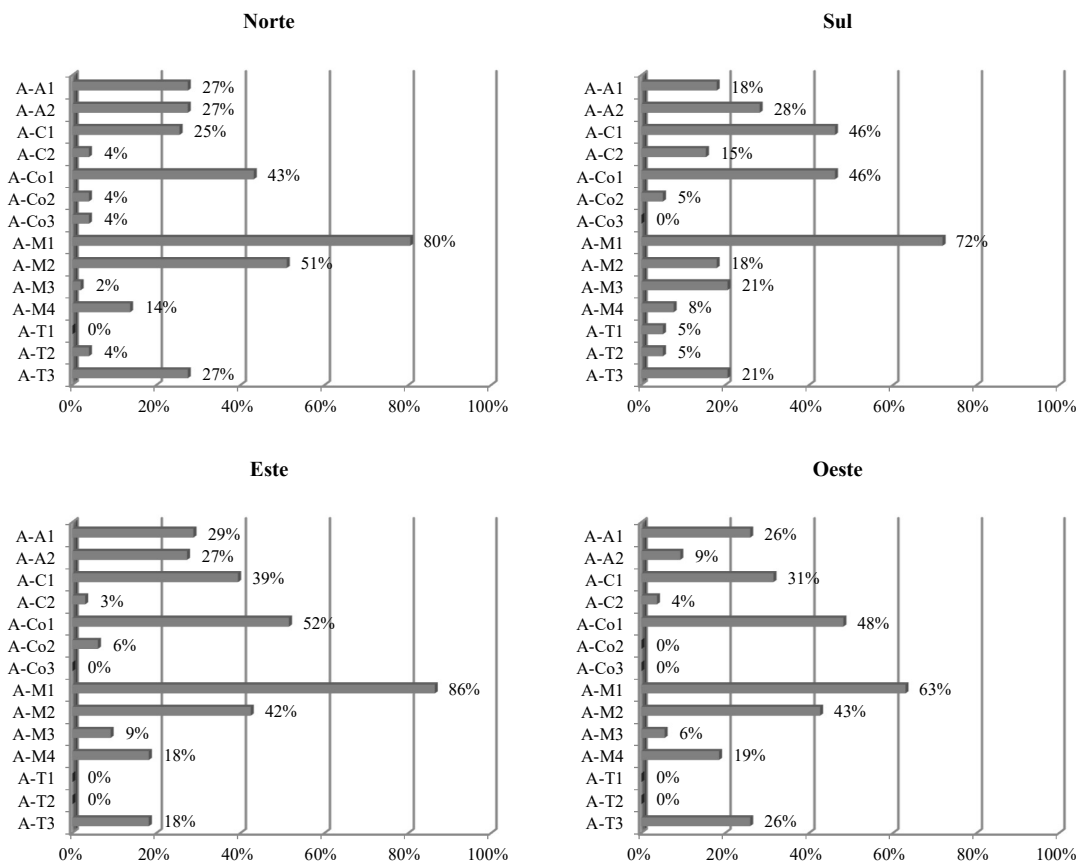 Norte
A-A1 27%
A-A2 27%
A-C1 25%
A-C2 4%
A-Co1 43%
A-Co2 4%
A-Co3 4%
A-M1 80%
A-M2 51%
A-M3 2%
A-M4 14%
A-T1 0%
A-T2 4%
A-T3 27%
0% 20% 40% 60% 80% 100%
Sul
A-A1 18%
A-A2 28%
A-C1 46%
A-C2 15%
A-Co1 46%
A-Co2 5%
A-Co3 0%
A-M1 72%
A-M2 18%
A-M3 21%
A-M4 8%
A-T1 5%
A-T2 5%
A-T3 21%
0% 20% 40% 60% 80% 100%
Este
A-A1 29%
A-A2 27%
A-C1 39%
A-C2 3%
A-Co1 52%
A-Co2 6%
A-Co3 0%
A-M1 86%
A-M2 42%
A-M3 9%
A-M4 18%
A-T1 0%
A-T2 0%
A-T3 18%
0% 20% 40% 60% 80% 100%
Oeste
A-A1 26%
A-A2 9%
A-C1 31%
A-C2 4%
A-Co1 48%
A-Co2 0%
A-Co3 0%
A-M1 63%
A-M2 43%
A-M3 6%
A-M4 19%
A-T1 0%
A-T2 0%
A-T3 26%
0% 20% 40% 60% 80% 100%